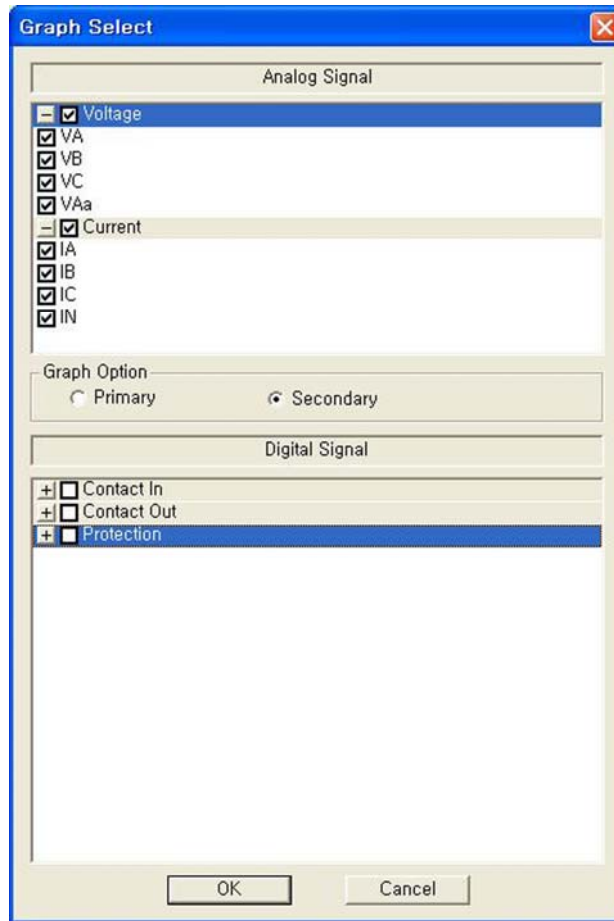 Graph Select
Analog Signal
Voltage
VA
VB
VC
VAa
Current
IA
IB
IC
IN
Graph Option
Primary
Secondary
Digital Signal
Contact In
Contact Out
Protection
OK
Cancel